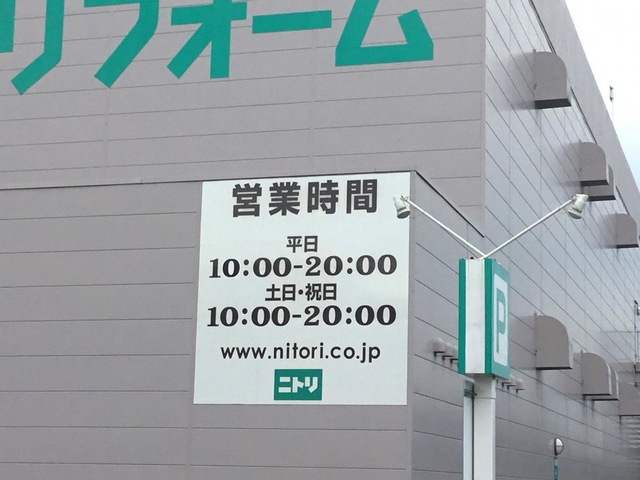 リフォーム
営業時間
平日
10:00-20:00
土日・祝日
10:00-20:00
www.nitori.co.jp
ニトリ
P